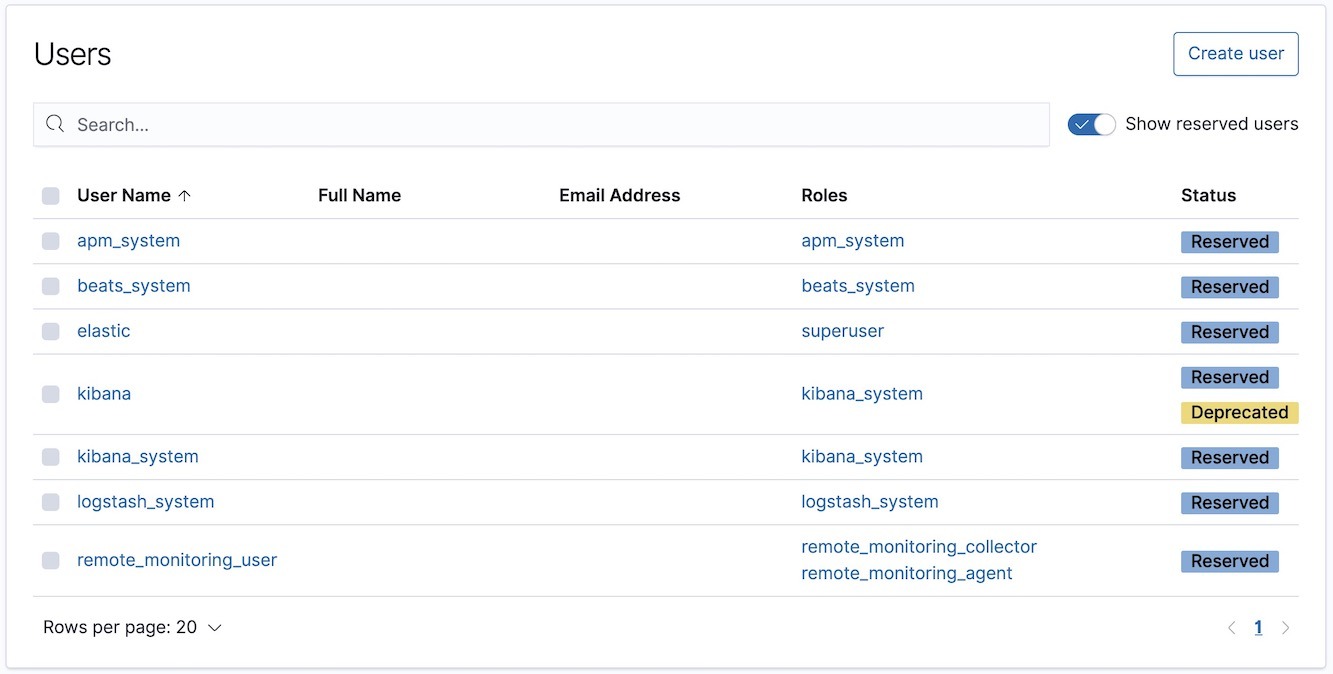 Users
Create user
Search...
Show reserved users
User Name Full Name Email Address Roles Status
apm_system apm_system Reserved
beats_system beats_system Reserved
elastic superuser Reserved
kibana kibana_system Reserved
Deprecated
kibana_system kibana_system Reserved
logstash_system logstash_system Reserved
remote_monitoring_user remote_monitoring_collector Reserved
remote_monitoring_agent
Rows per page: 20 1